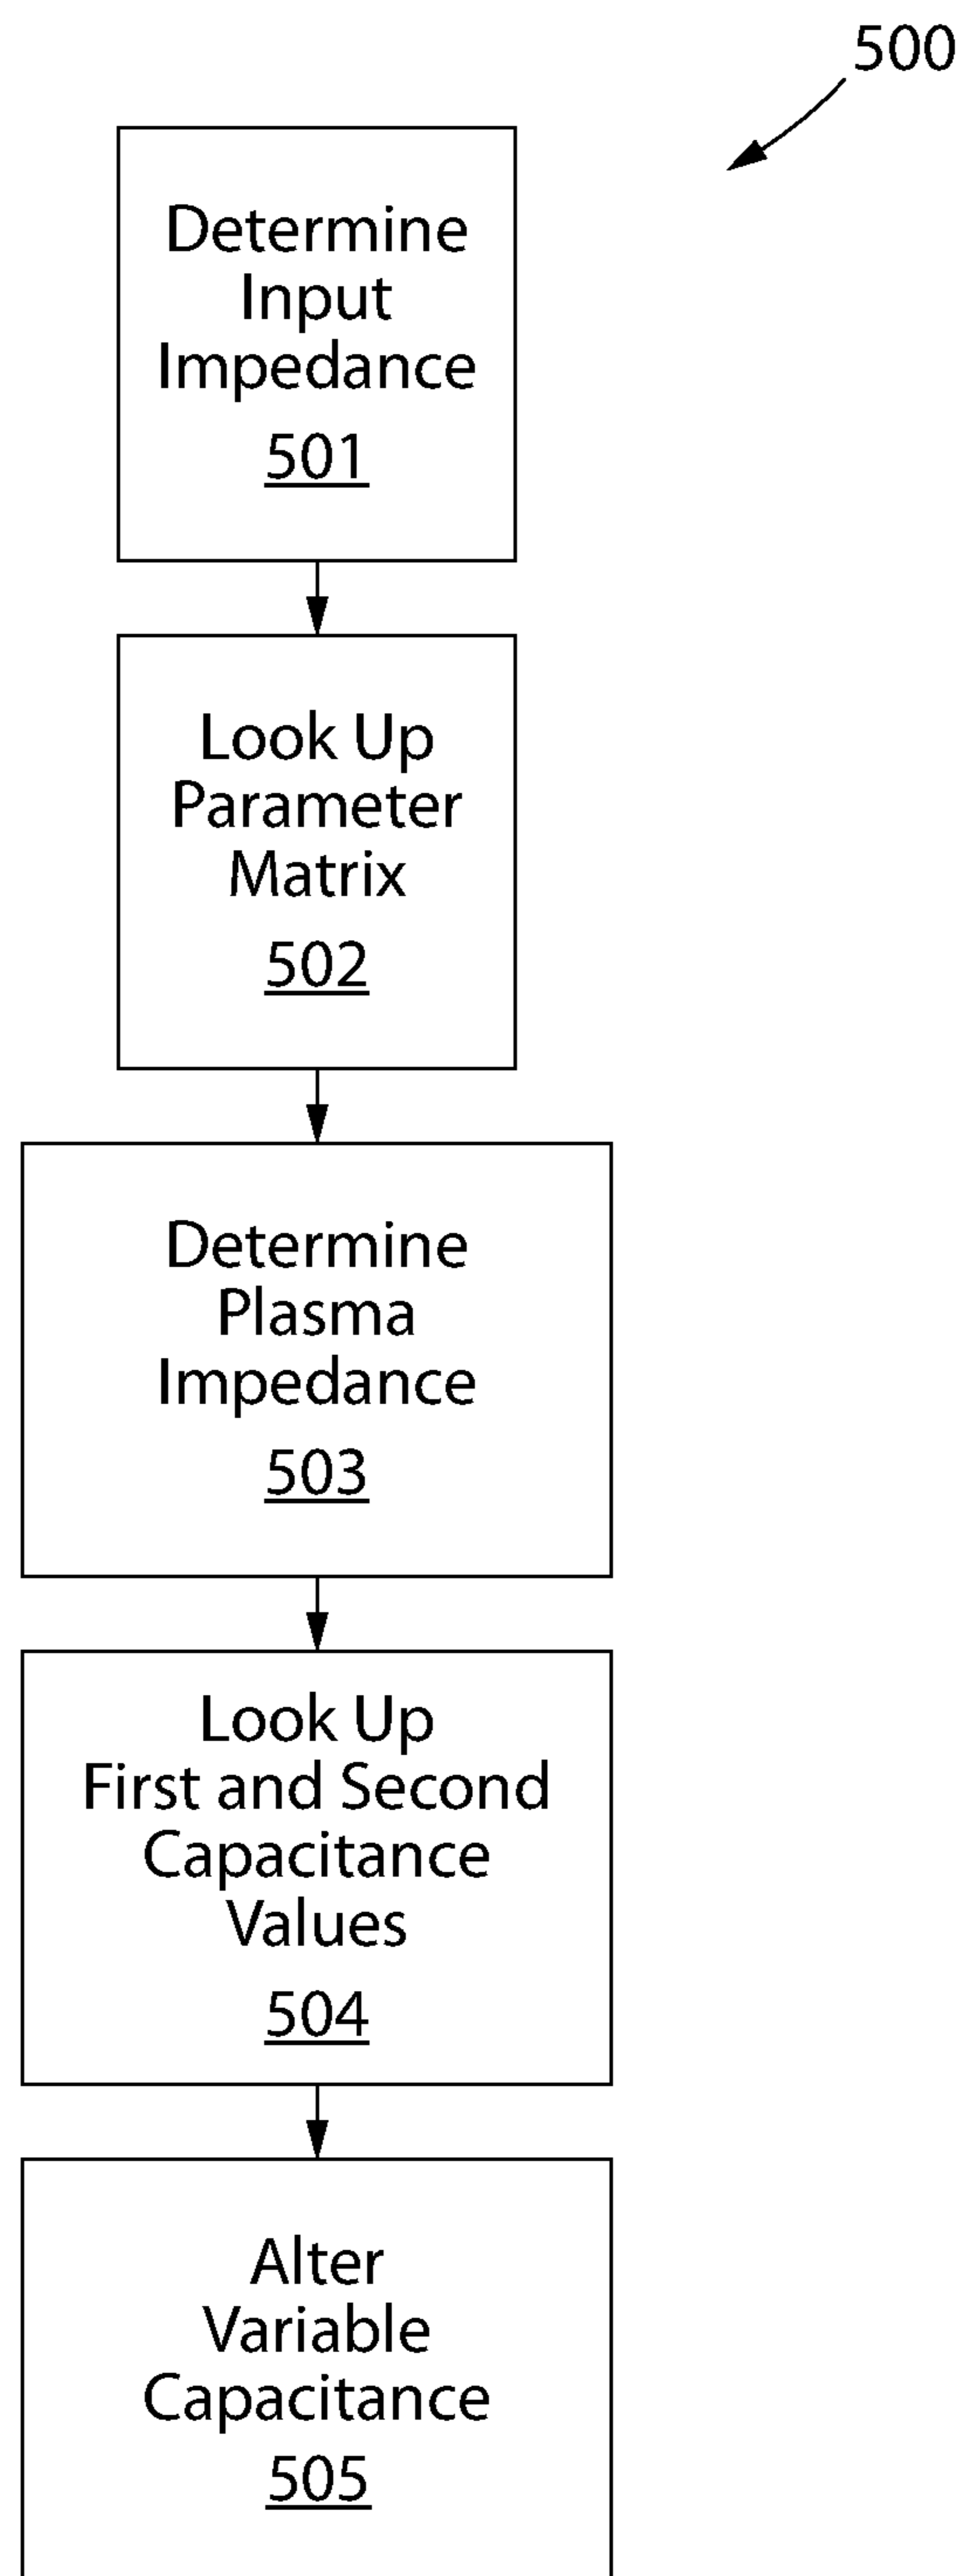 500
Determine
Input
Impedance
501
Look Up
Parameter
Matrix
502
Determine
Plasma
Impedance
503
Look Up
First and Second
Capacitance
Values
504
Alter
Variable
Capacitance
505